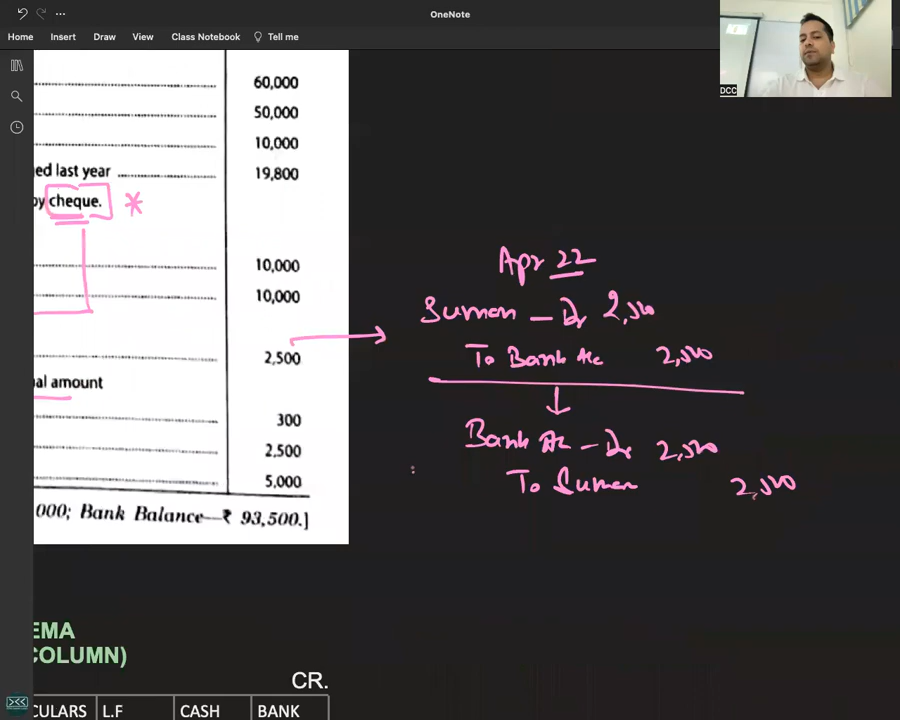 OneNote
Home Insert Draw View Class Notebook Tell me
DCC
60,000
50,000
10,000
ed last year 19,800
by cheque. *
10,000
10,000
2,500
al amount
300
2,500
5,000
000; Bank Balance—₹ 93,500.]
Apr 22
Suman – Dr 2,500
To Bank A/c 2,500
Bank A/c – Dr 2,500
To Suman 2,500
EMA
COLUMN)
CR.
CULARS L.F CASH BANK